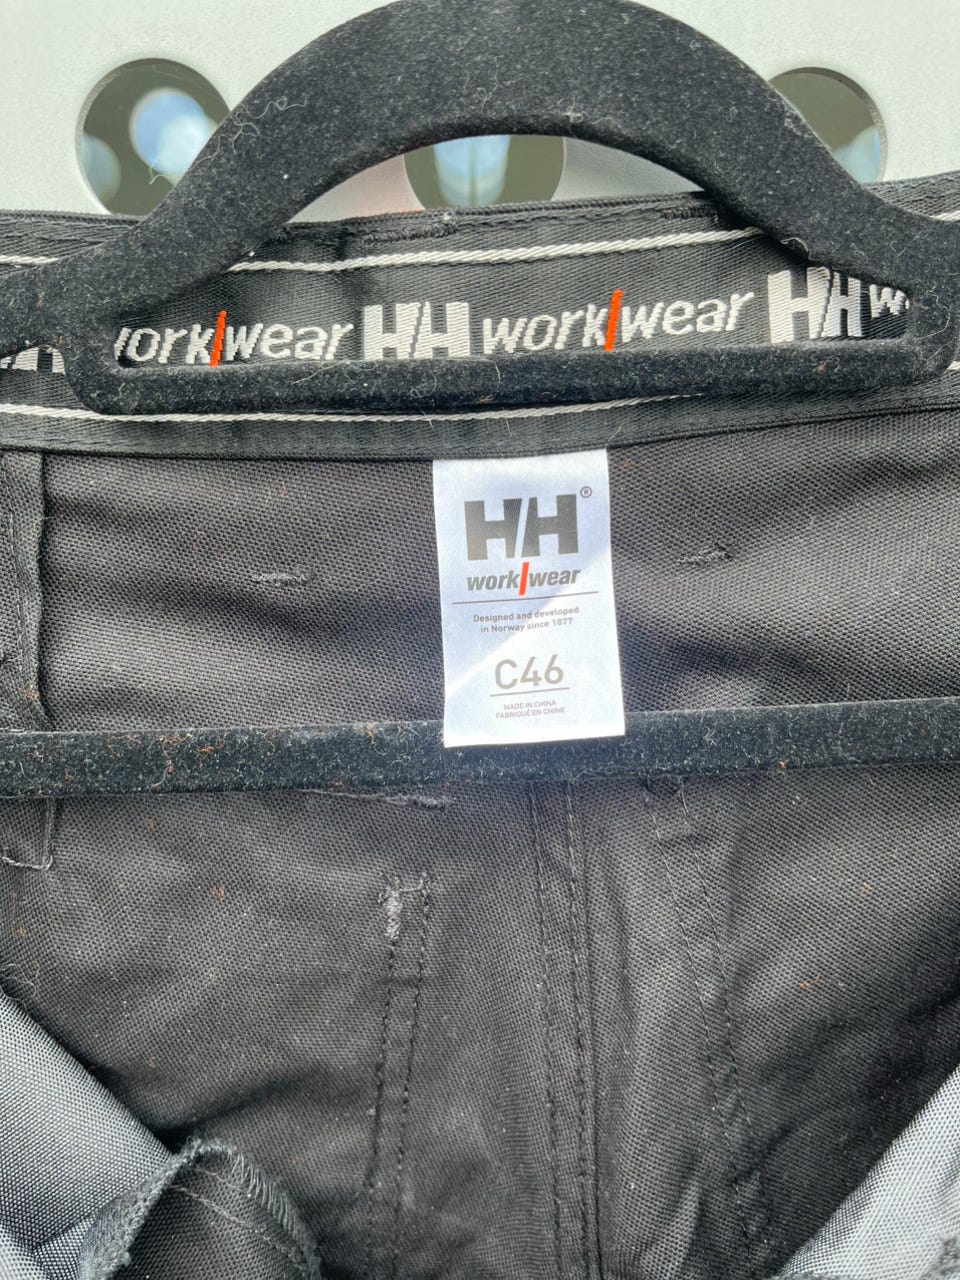 work/wear HH work/wear HH w
HH®
work/wear
Designed and developed
in Norway since 1877
C46
MADE IN CHINA
FABRIQUÉ EN CHINE